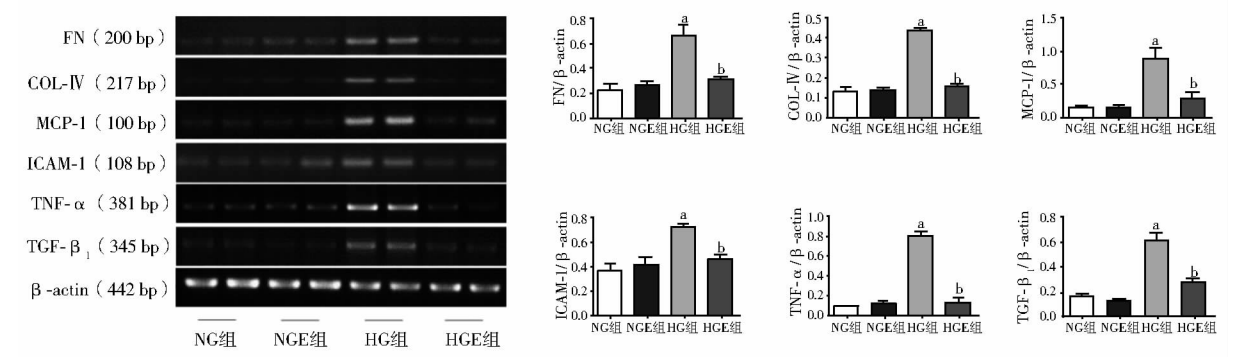 FN（200 bp）
COL-Ⅳ（217 bp）
MCP-1（100 bp）
ICAM-1（108 bp）
TNF-α（381 bp）
TGF-β₁（345 bp）
β-actin（442 bp）
NG组 NGE组 HG组 HGE组
FN/β-actin
0.8
0.6
0.4
0.2
0.0
a
b
NG组 NGE组 HG组 HGE组
COL-Ⅳ/β-actin
0.5
0.4
0.3
0.2
0.1
0.0
a
b
NG组 NGE组 HG组 HGE组
MCP-1/β-actin
1.5
1.0
0.5
0.0
a
b
NG组 NGE组 HG组 HGE组
ICAM-1/β-actin
0.8
0.6
0.4
0.2
0.0
a
b
NG组 NGE组 HG组 HGE组
TNF-α/β-actin
1.0
0.8
0.6
0.4
0.2
0.0
a
b
NG组 NGE组 HG组 HGE组
TGF-β₁/β-actin
0.8
0.6
0.4
0.2
0.0
a
b
NG组 NGE组 HG组 HGE组